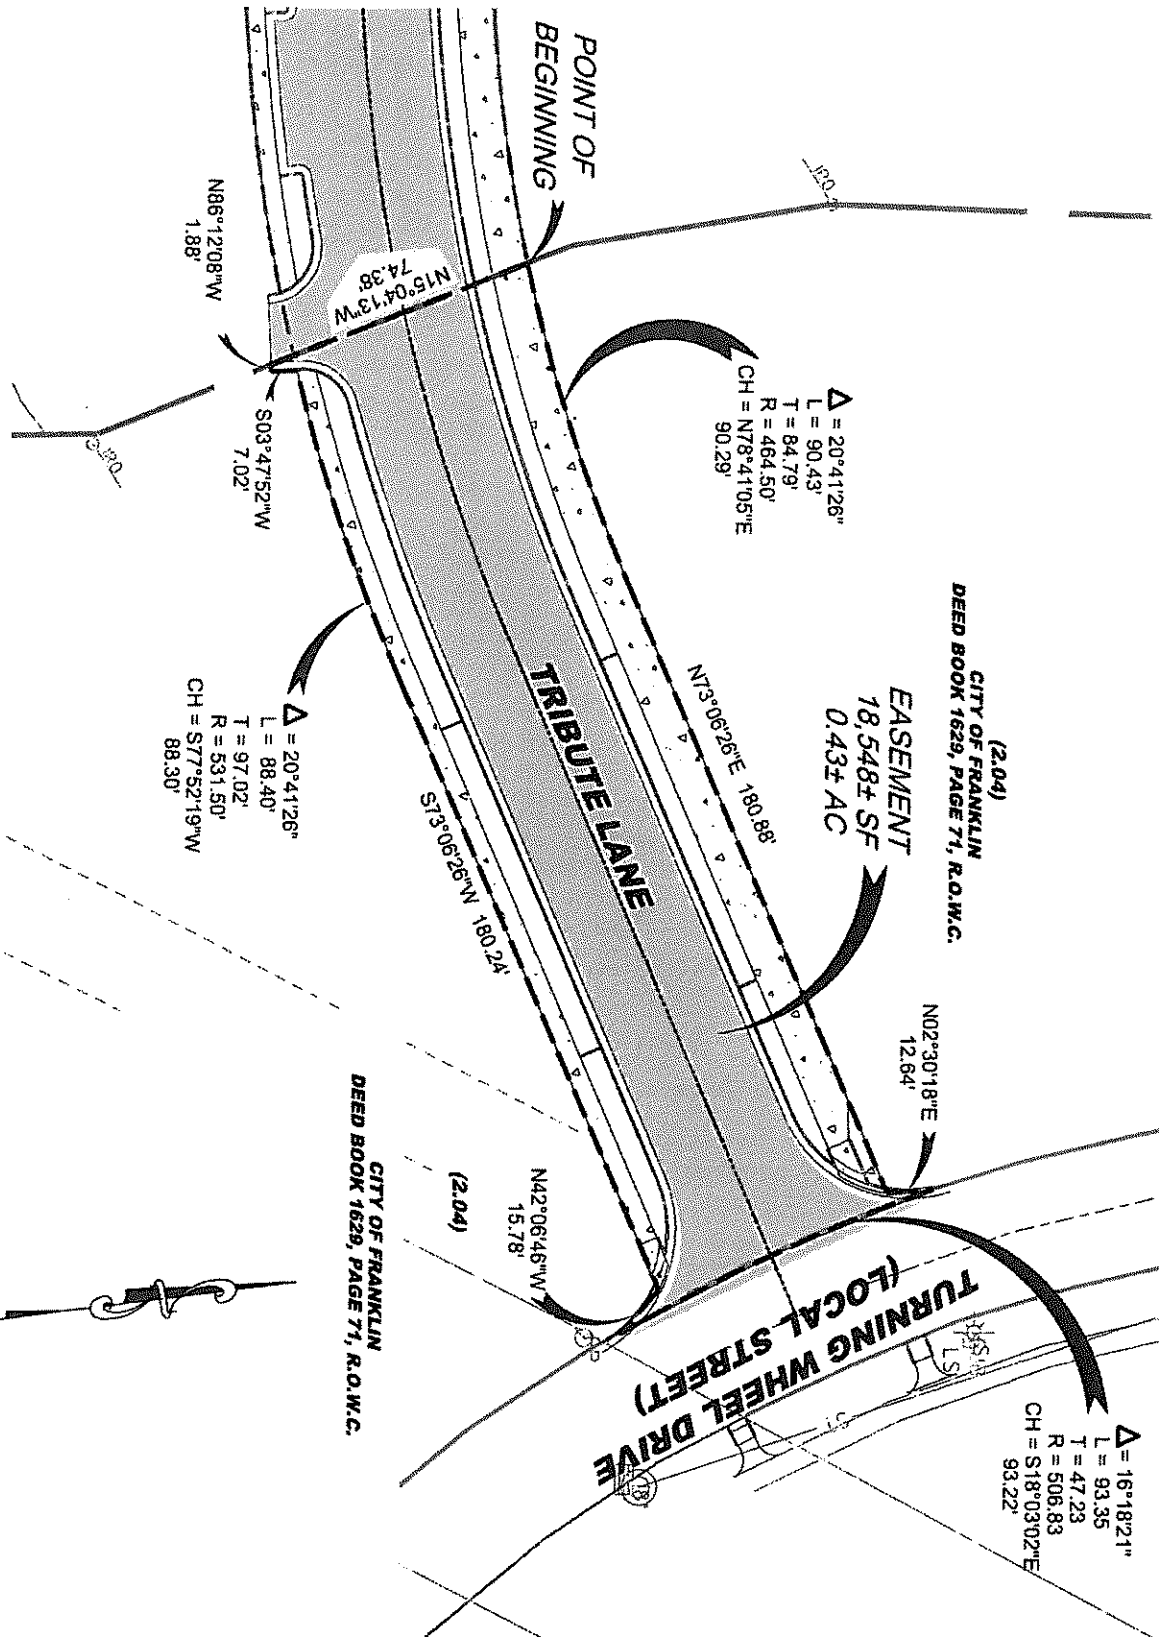 POINT OF
BEGINNING
N86°12'08"W
1.88'
N15°04'13"W
74.38'
S03°47'52"W
7.02'
Δ = 20°41'26"
L = 90.43'
T = 84.79'
R = 464.50'
CH = N78°41'05"E
90.29'
(2.04)
CITY OF FRANKLIN
DEED BOOK 1629, PAGE 71, R.O.W.C.
EASEMENT
18,548± SF
0.43± AC
N73°06'26"E 180.88'
TRIBUTE LANE
S73°06'26"W 180.24'
Δ = 20°41'26"
L = 88.40'
T = 97.02'
R = 531.50'
CH = S77°52'19"W
88.30'
N02°30'18"E
12.64'
N42°06'46"W
15.78'
(2.04)
CITY OF FRANKLIN
DEED BOOK 1629, PAGE 71, R.O.W.C.
TURNING WHEEL DRIVE
(LOCAL STREET)
LS
Δ = 16°18'21"
L = 93.35
T = 47.23
R = 506.83
CH = S18°03'02"E
93.22'